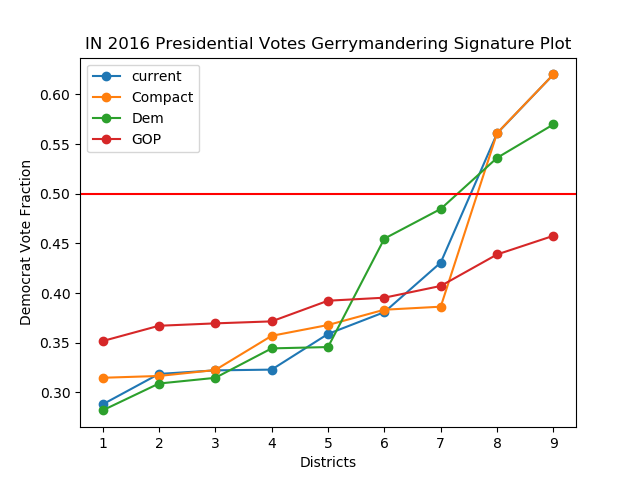 IN 2016 Presidential Votes Gerrymandering Signature Plot
current
Compact
Dem
GOP
0.60
0.55
0.50
0.45
0.40
0.35
0.30
Democrat Vote Fraction
1 2 3 4 5 6 7 8 9
Districts